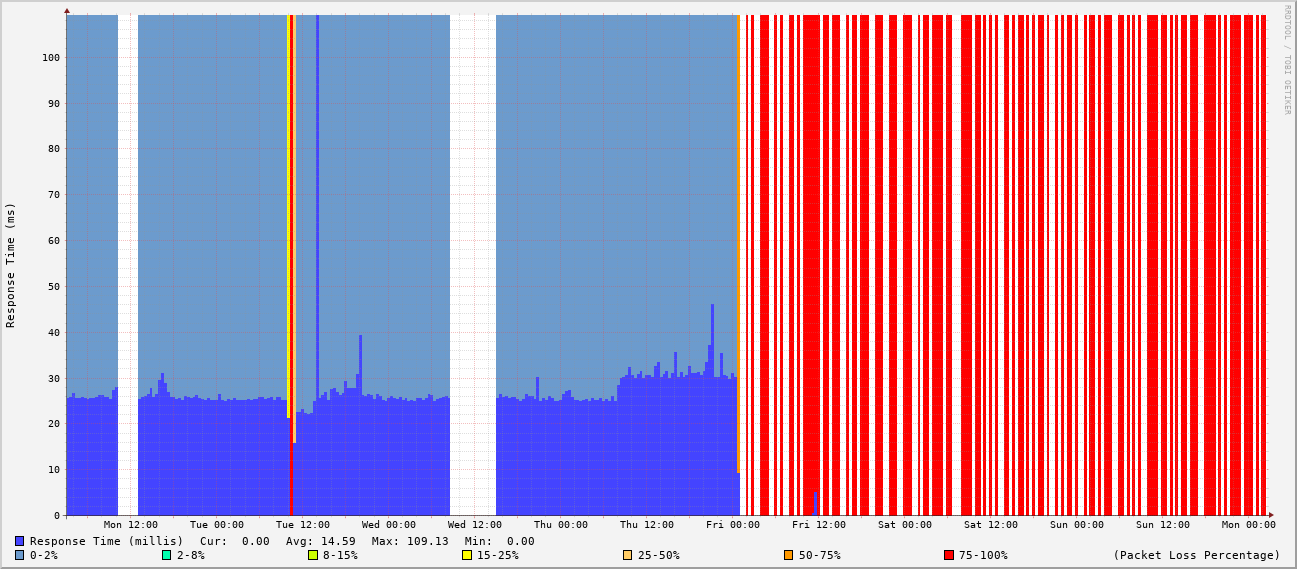 RRDTOOL / TOBI OETIKER
Response Time (ms)
100
90
80
70
60
50
40
30
20
10
0
Mon 12:00 Tue 00:00 Tue 12:00 Wed 00:00 Wed 12:00 Thu 00:00 Thu 12:00 Fri 00:00 Fri 12:00 Sat 00:00 Sat 12:00 Sun 00:00 Sun 12:00 Mon 00:00
Response Time (millis) Cur: 0.00 Avg: 14.59 Max: 109.13 Min: 0.00
0-2% 2-8% 8-15% 15-25% 25-50% 50-75% 75-100% (Packet Loss Percentage)